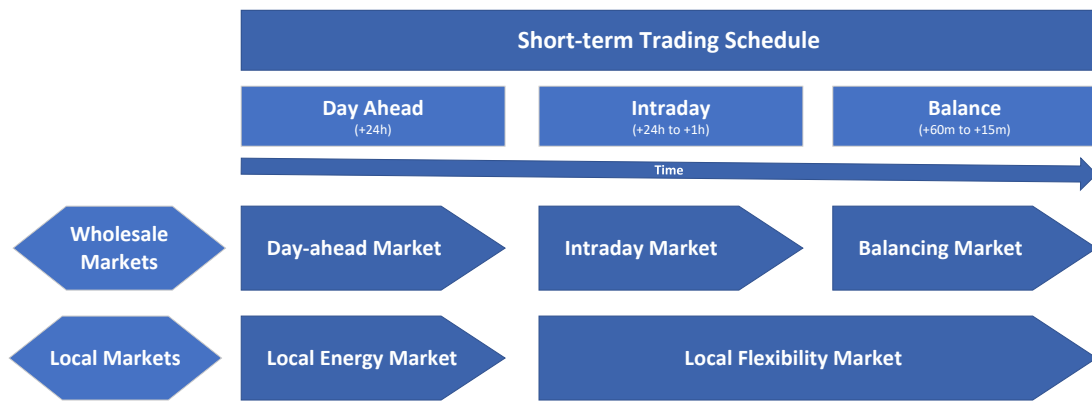 Short-term Trading Schedule
Day Ahead
(+24h)
Intraday
(+24h to +1h)
Balance
(+60m to +15m)
Time
Wholesale
Markets
Day-ahead Market
Intraday Market
Balancing Market
Local Markets
Local Energy Market
Local Flexibility Market